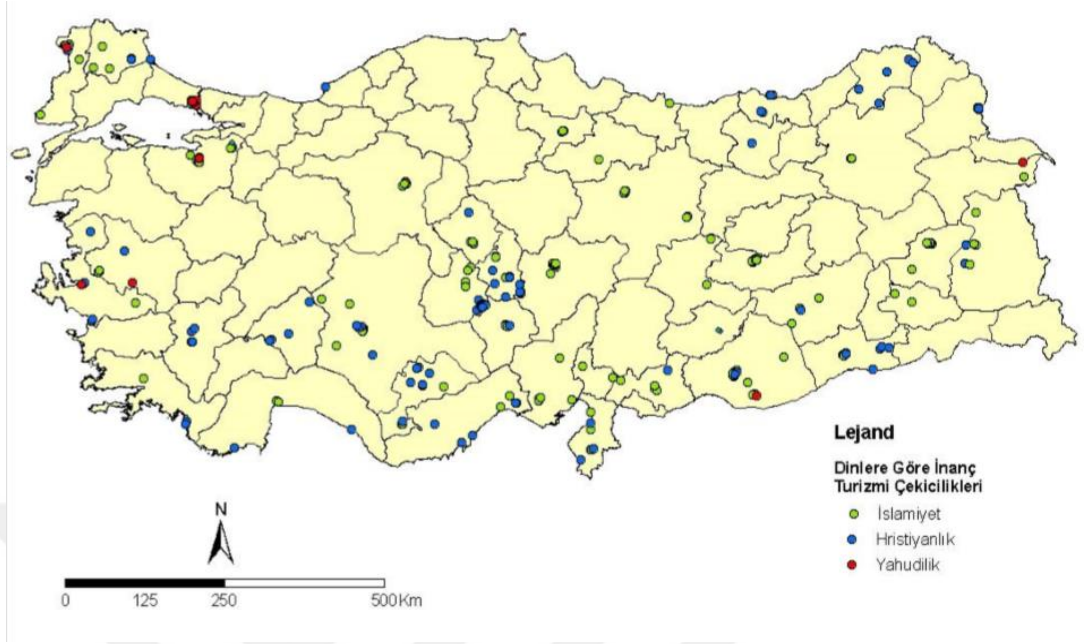 Lejand
Dinlere Göre İnanç
Turizmi Çekicilikleri
İslamiyet
Hristiyanlık
Yahudilik
N
0 125 250 500 Km